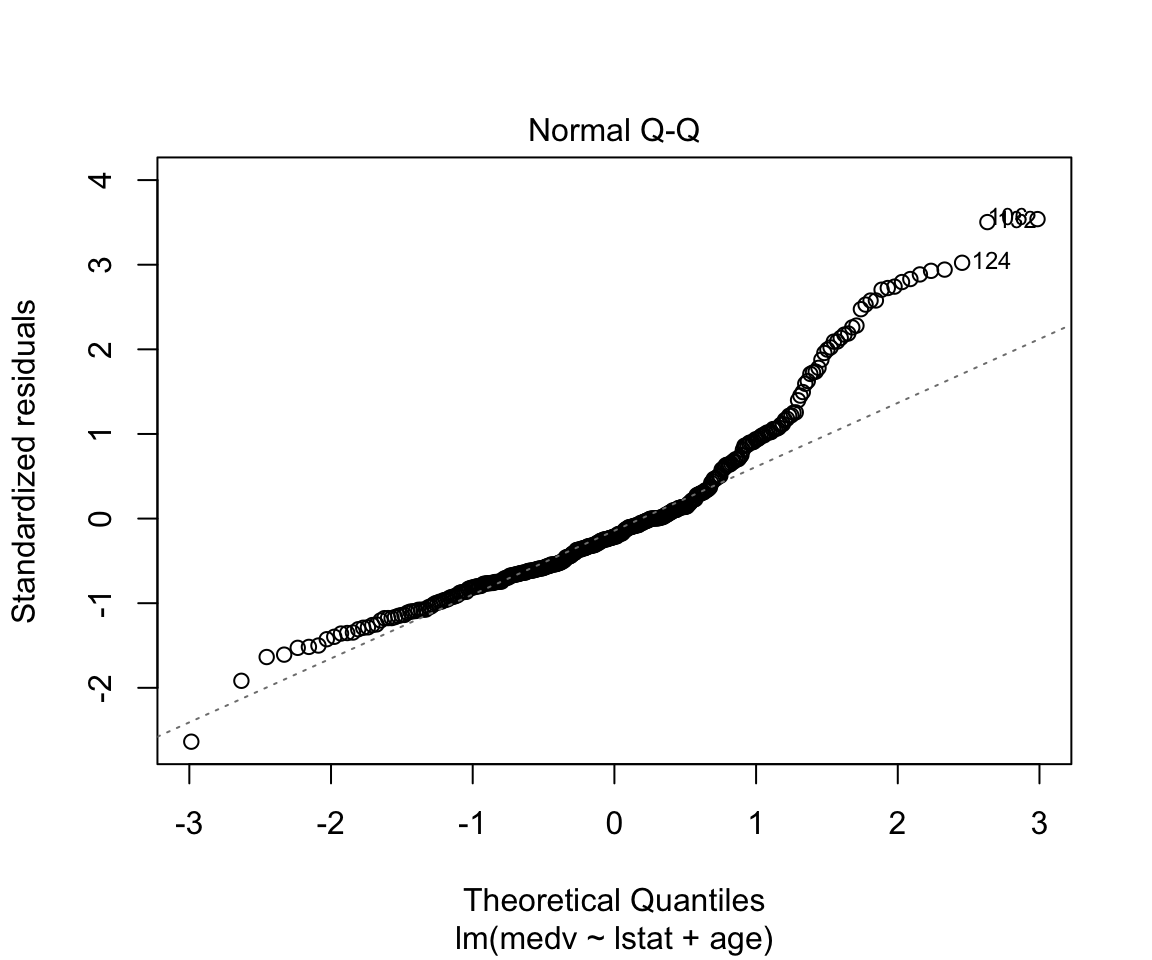 Normal Q-Q
4
3
2
1
0
-1
-2
Standardized residuals
124
-3 -2 -1 0 1 2 3
Theoretical Quantiles
lm(medv ~ lstat + age)